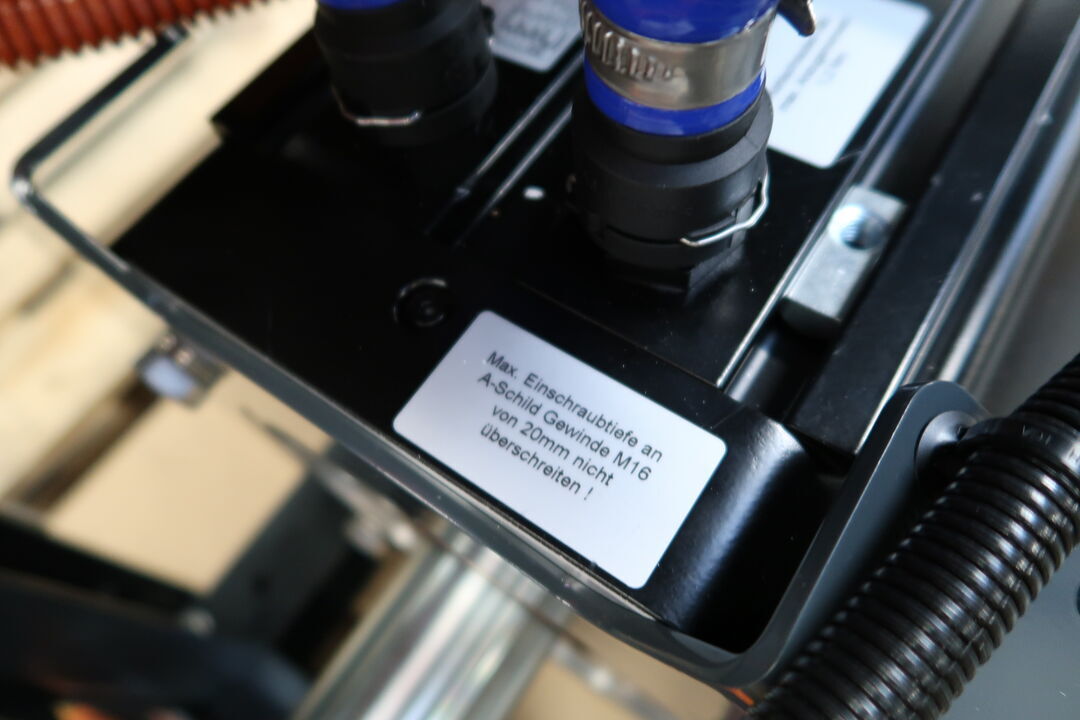 Max. Einschraubtiefe an
A-Schild Gewinde M16
von 20mm nicht
überschreiten !